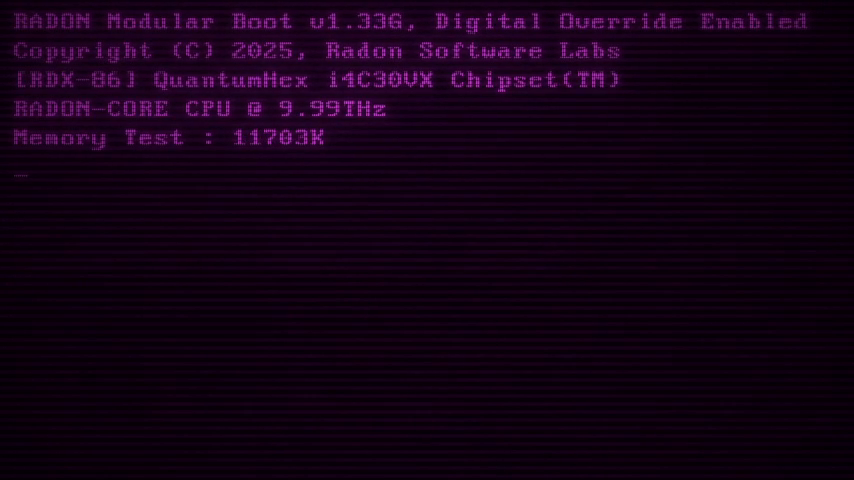 RADON Modular Boot v1.33G, Digital Override Enabled
Copyright (C) 2025, Radon Software Labs
[RDX-86] QuantumHex i4C30VX Chipset(TM)
RADON-CORE CPU @ 9.99THz
Memory Test : 11703K
_